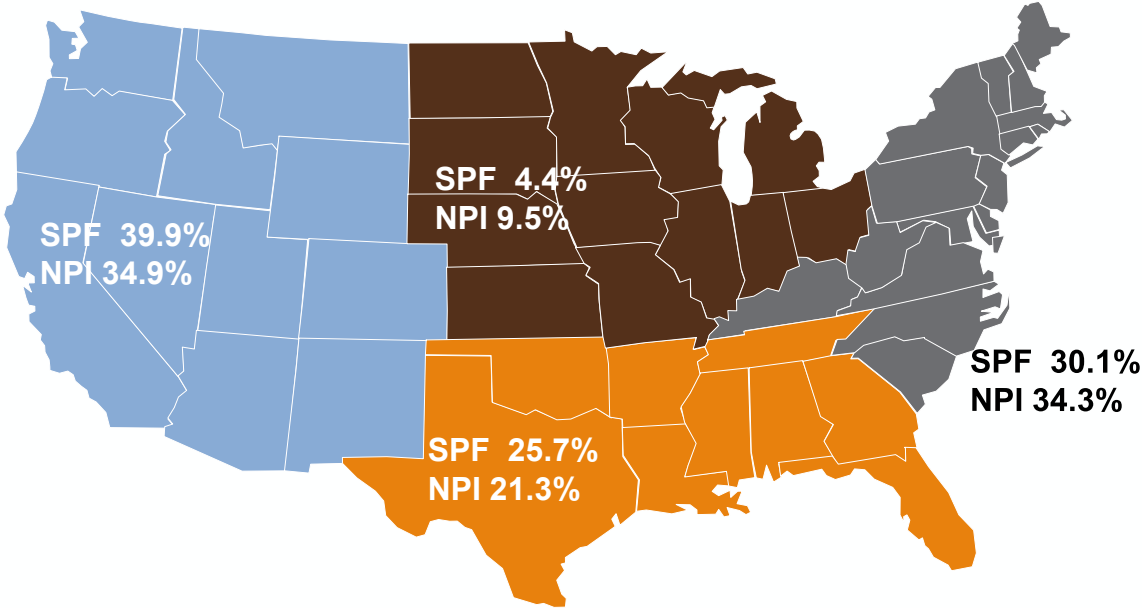 SPF 4.4%
NPI 9.5%
SPF 39.9%
NPI 34.9%
SPF 30.1%
NPI 34.3%
SPF 25.7%
NPI 21.3%